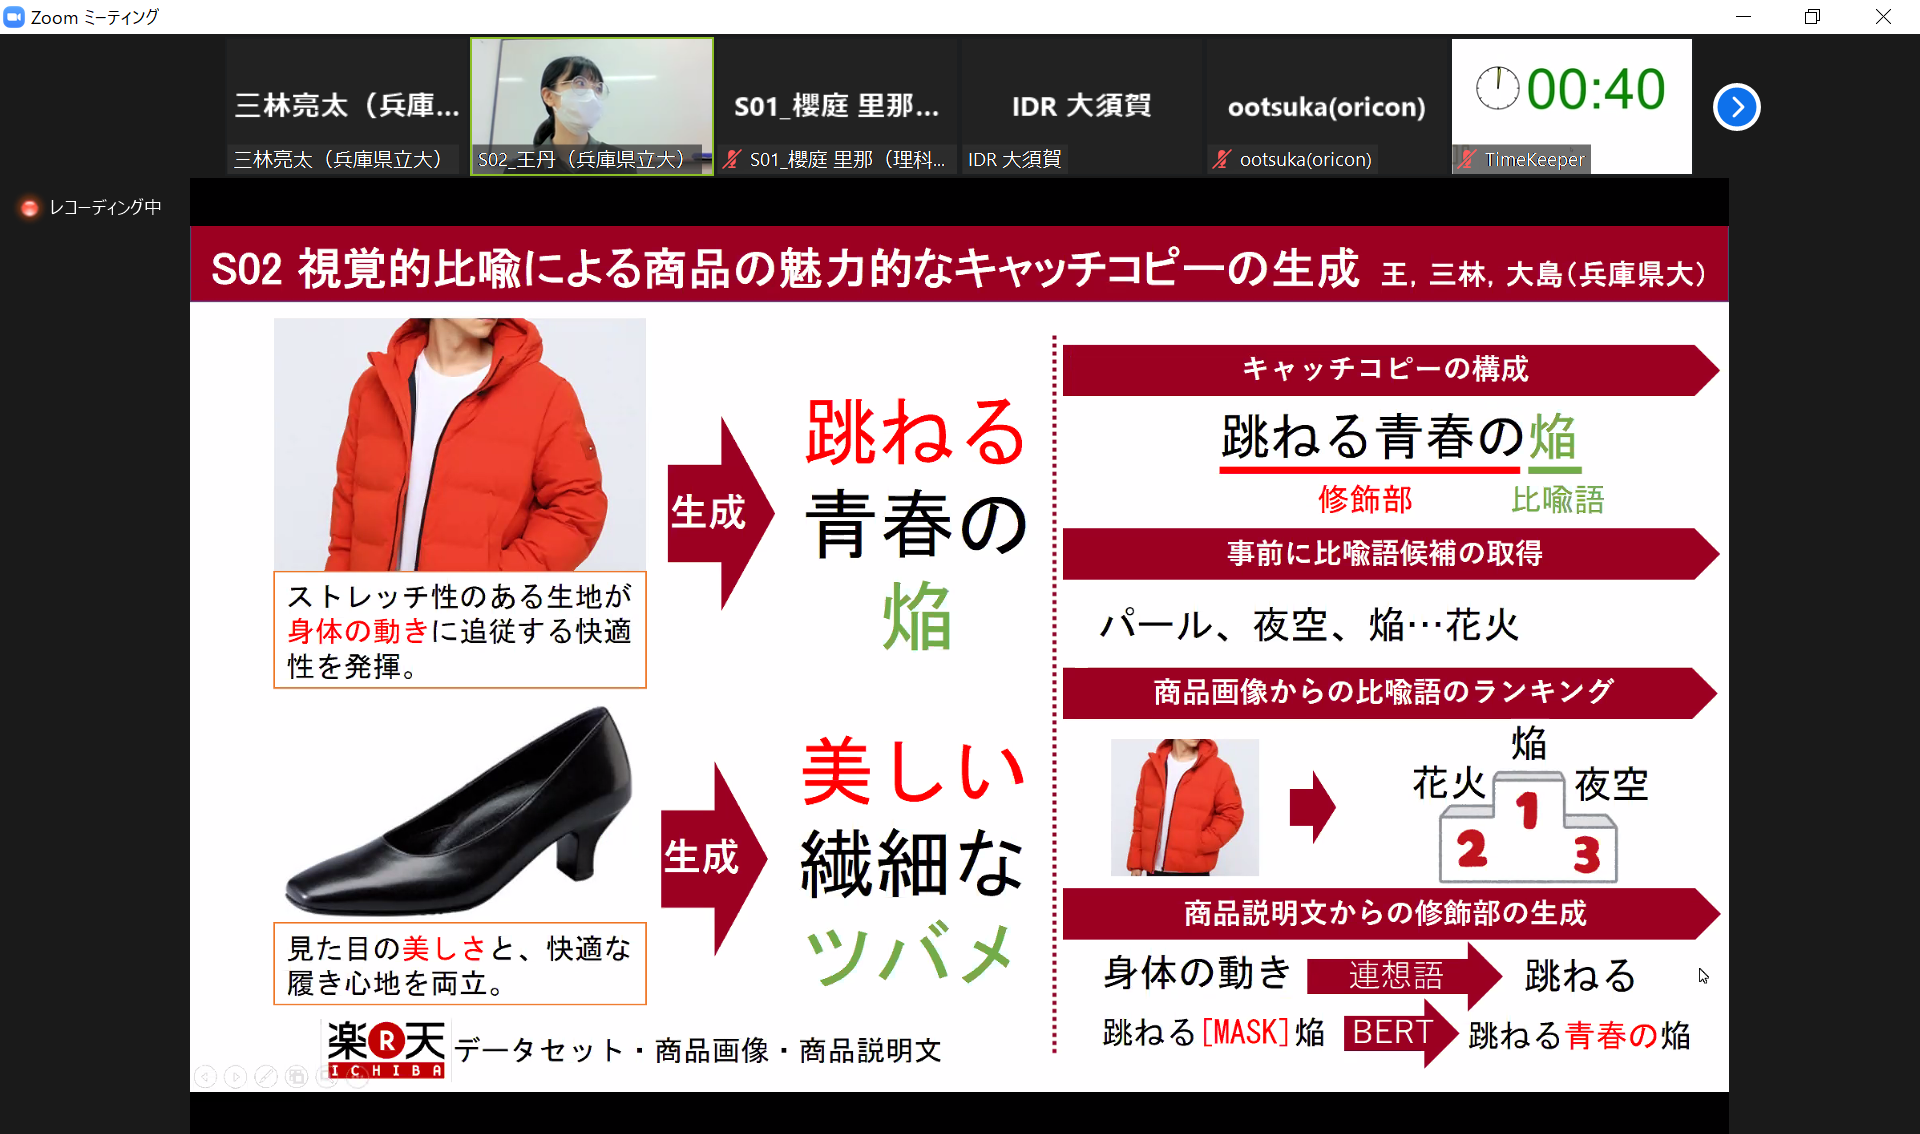 Zoom ミーティング
三林亮太（兵庫...
三林亮太（兵庫県立大）
S02_王丹（兵庫県立大）
S01_櫻庭 里那...
S01_櫻庭 里那（理科...
IDR 大須賀
IDR 大須賀
ootsuka(oricon)
ootsuka(oricon)
00:40
TimeKeeper
レコーディング中
S02 視覚的比喩による商品の魅力的なキャッチコピーの生成 王, 三林, 大島（兵庫県大）
ストレッチ性のある生地が
身体の動きに追従する快適
性を発揮。
生成
跳ねる
青春の
焔
見た目の美しさと、快適な
履き心地を両立。
生成
美しい
繊細な
ツバメ
楽R天
ICHIBA
データセット・商品画像・商品説明文
キャッチコピーの構成
跳ねる青春の焔
修飾部 比喩語
事前に比喩語候補の取得
パール、夜空、焔…花火
商品画像からの比喩語のランキング
焔
花火 夜空
1
2 3
商品説明文からの修飾部の生成
身体の動き 連想語 跳ねる
跳ねる[MASK]焔 BERT 跳ねる青春の焔